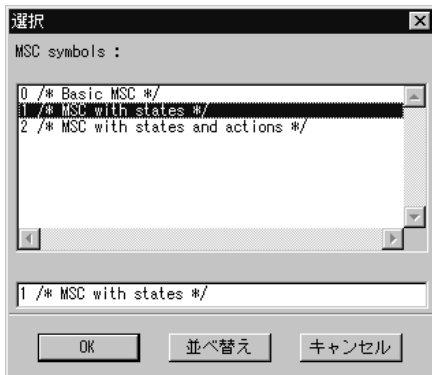 選択
MSC symbols :
0 /* Basic MSC */
1 /* MSC with states */
2 /* MSC with states and actions */
1 /* MSC with states */
OK 並べ替え キャンセル